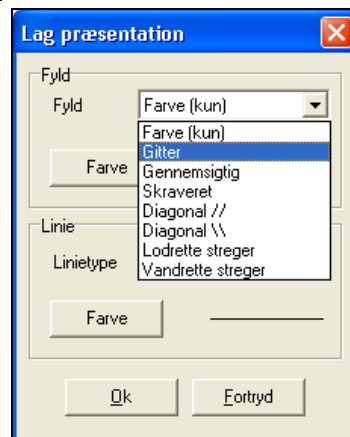 Lag præsentation
Fyld
Fyld Farve (kun)
Farve (kun)
Gitter
Gennemsigtig
Skraveret
Diagonal //
Diagonal \\
Lodrette streger
Vandrette streger
Farve
Linie
Linietype
Farve
Ok Fortryd